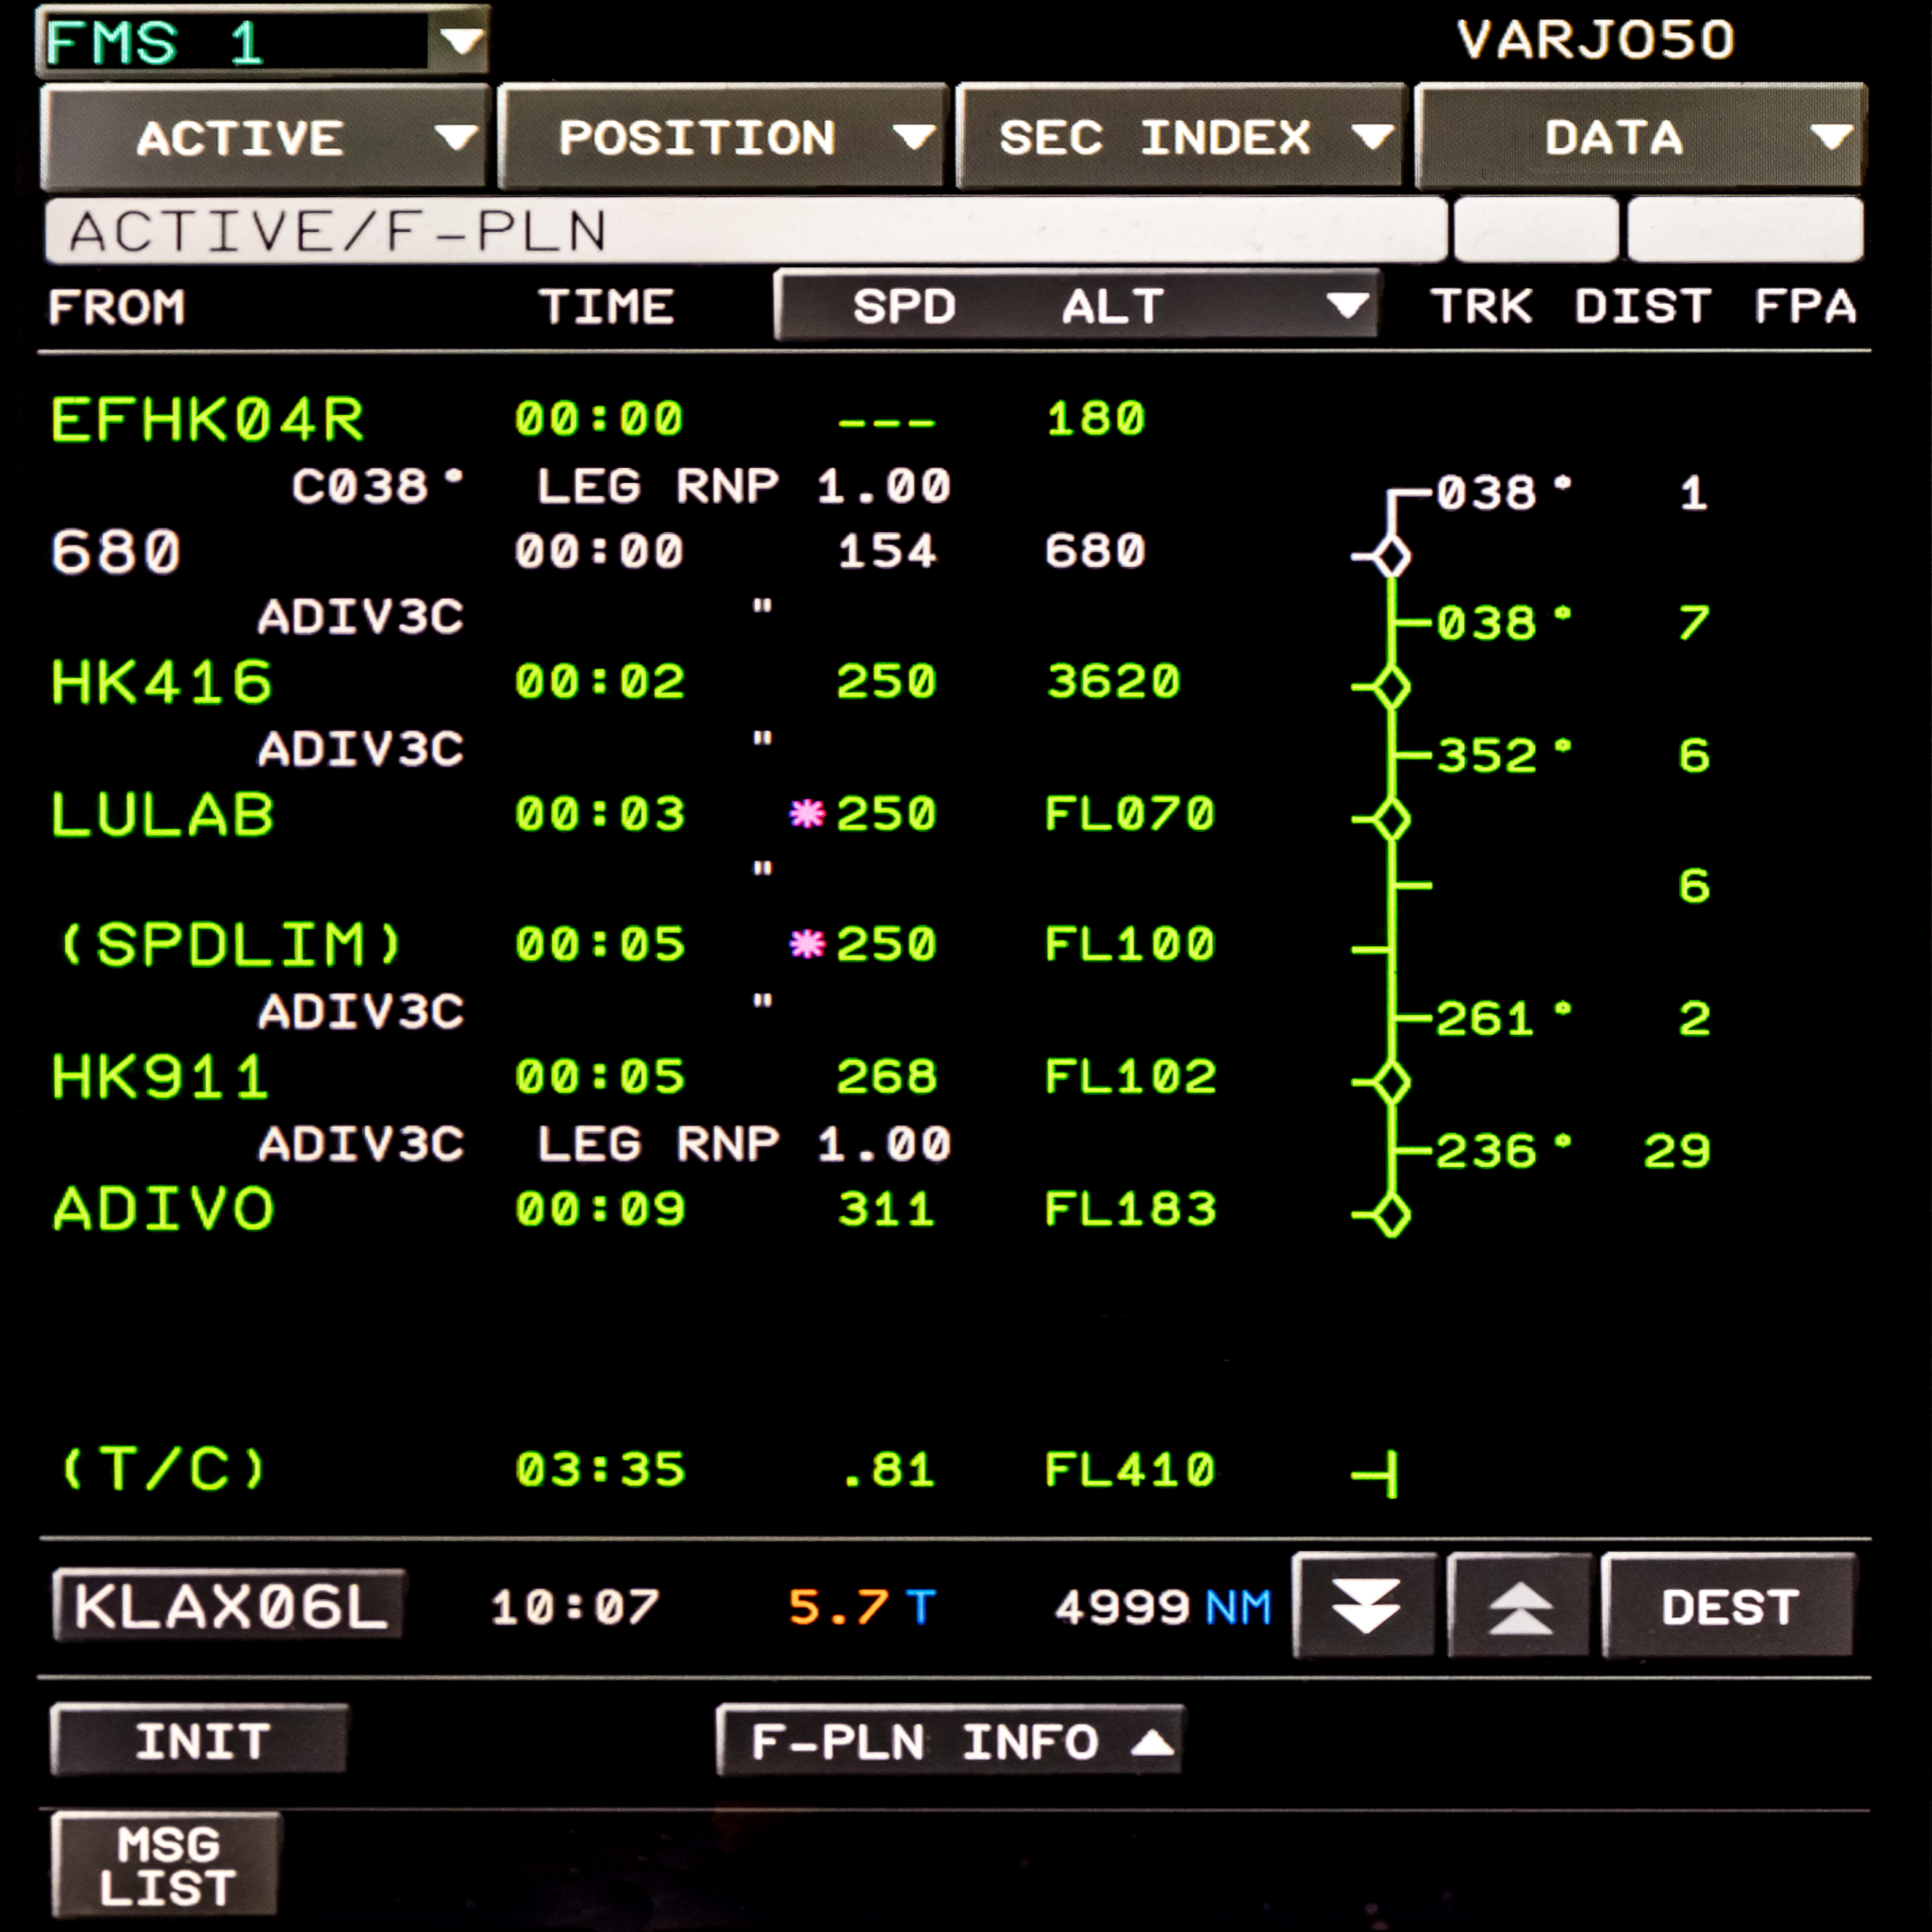 FMS 1 VARJO50
ACTIVE POSITION SEC INDEX DATA
ACTIVE/F-PLN
FROM TIME SPD ALT TRK DIST FPA
EFHK04R 00:00 --- 180
C038° LEG RNP 1.00 038° 1
680 00:00 154 680
ADIV3C " 038° 7
HK416 00:02 250 3620
ADIV3C " 352° 6
LULAB 00:03 *250 FL070
" 6
(SPDLIM) 00:05 *250 FL100
ADIV3C " 261° 2
HK911 00:05 268 FL102
ADIV3C LEG RNP 1.00 236° 29
ADIVO 00:09 311 FL183
(T/C) 03:35 .81 FL410
KLAX06L 10:07 5.7 T 4999 NM DEST
INIT F-PLN INFO
MSG
LIST